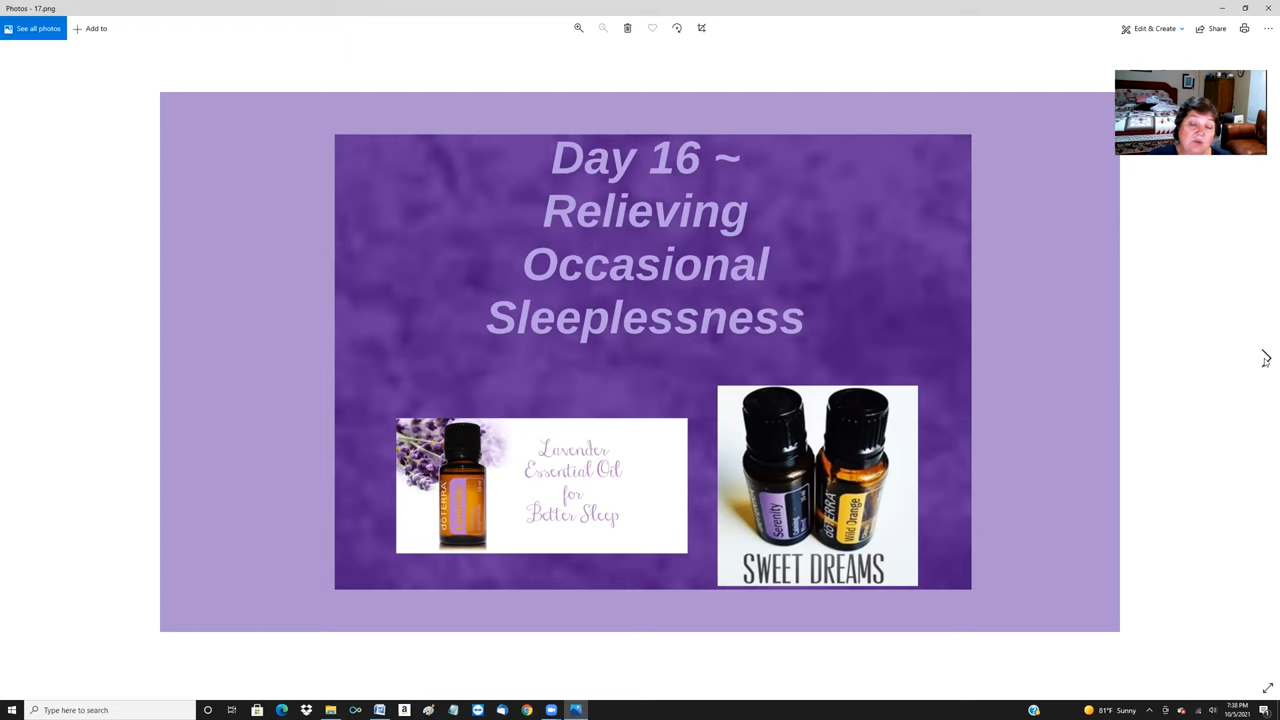 Photos - 17.png
See all photos
Add to
Edit & Create
Share
Day 16 ~
Relieving
Occasional
Sleeplessness
Lavender
Essential Oil
for
Better Sleep
dōTERRA
Serenity
dōTERRA
Wild Orange
SWEET DREAMS
Type here to search
81°F Sunny
7:38 PM
10/5/2021